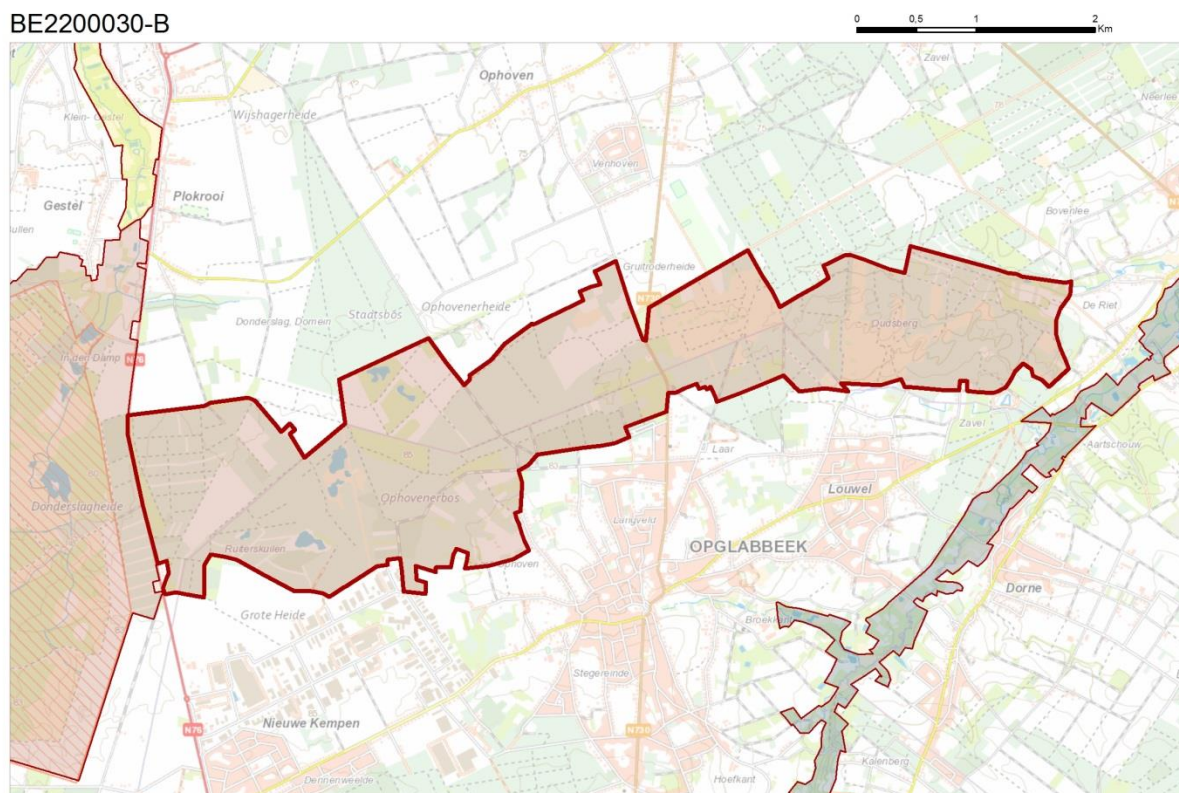 BE2200030-B
0 0,5 1 2
Km
Ophoven
Zavel
Klein- Gestel
Wijshagerheide
Neerlee
Venhoven
Gestel
Plokrooi
Bovenlee
Gruitroderheide
De Riet
Ophovenerheide
Donderslag, Domein
Stadtsbos
Dudsberg
In den Damp
N76
Zavel
Aartschouw
Laar
Donderslagheide
Ophovenerbos
Louwel
Langveld
OPGLABBEEK
Ruiterskuilen
Ophoven
Dorne
Grote Heide
Broekkant
Stegereinde
Nieuwe Kempen
N76
N730
Kalenberg
Dennenweelde
Hoefkant